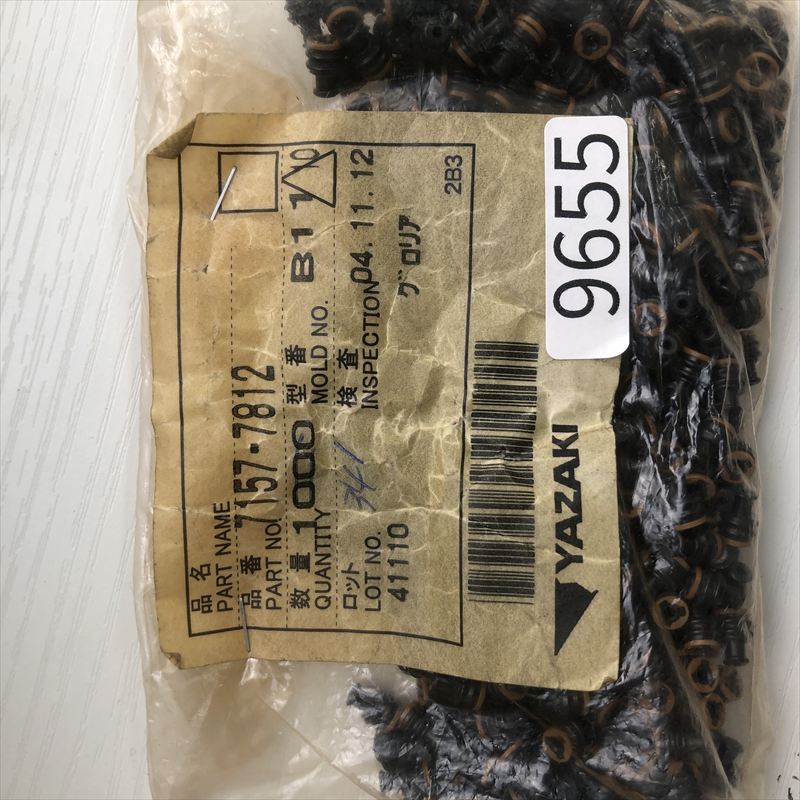 品名
PART NAME
品番 7157-7812
PART NO.
数量 1000 型番 B11
QUANTITY MOLD NO.
10
ロット 341 検査 04.11.12
LOT NO. INSPECTION
41110 グロリア
2B3
YAZAKI
9655